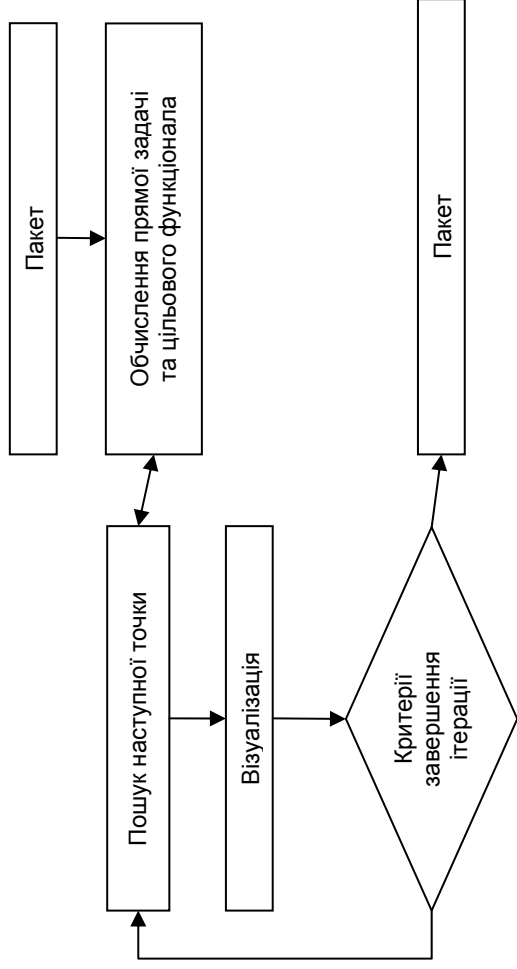 Пакет
Пошук наступної точки
Обчислення прямої задачі
та цільового функціонала
Візуалізація
Критерії
завершення
ітерації
Пакет